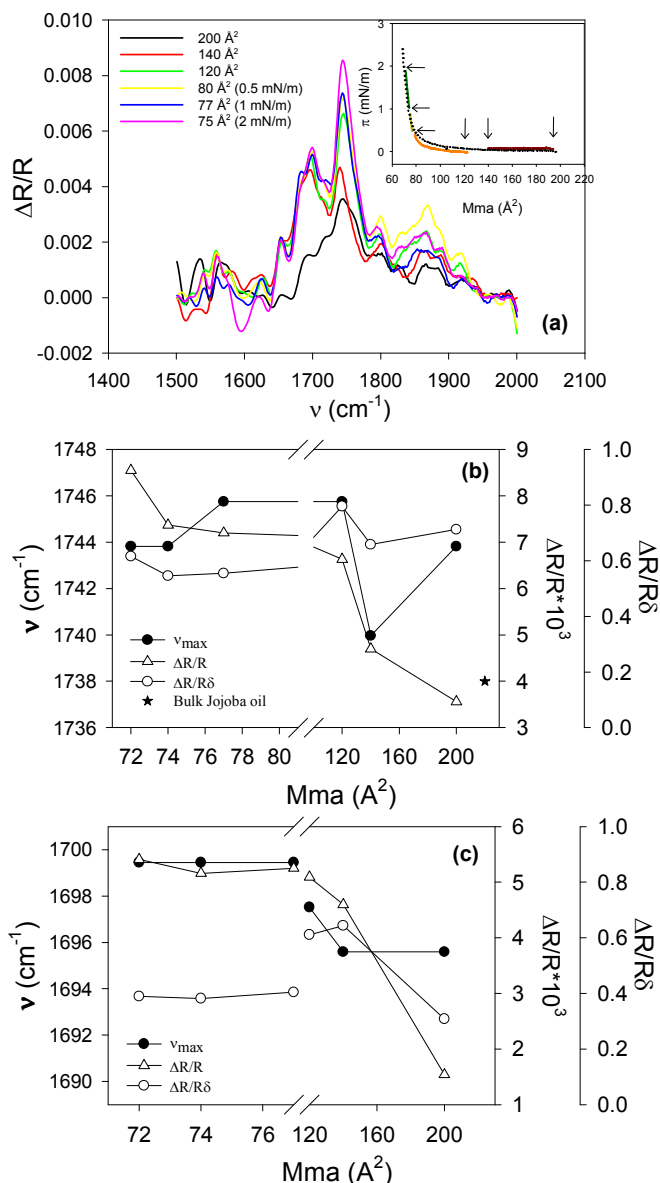 0.010
0.008
0.006
0.004
0.002
0.000
-0.002
ΔR/R
200 Å²
140 Å²
120 Å²
80 Å² (0.5 mN/m)
77 Å² (1 mN/m)
75 Å² (2 mN/m)
3
2
1
0
π (mN/m)
60 80 100 120 140 160 180 200 220
Mma (Å²)
(a)
1400 1500 1600 1700 1800 1900 2000 2100
ν (cm⁻¹)
1748
1746
1744
1742
1740
1738
1736
ν (cm⁻¹)
(b)
νmax
ΔR/R
ΔR/Rδ
Bulk Jojoba oil
9
8
7
6
5
4
3
ΔR/R*10³
1.0
0.8
0.6
0.4
0.2
0.0
ΔR/Rδ
72 74 76 78 80 120 160 200
Mma (A²)
1700
1698
1696
1694
1692
1690
ν (cm⁻¹)
(c)
νmax
ΔR/R
ΔR/Rδ
6
5
4
3
2
1
ΔR/R*10³
1.0
0.8
0.6
0.4
0.2
0.0
ΔR/Rδ
72 74 76 120 160 200
Mma (A²)